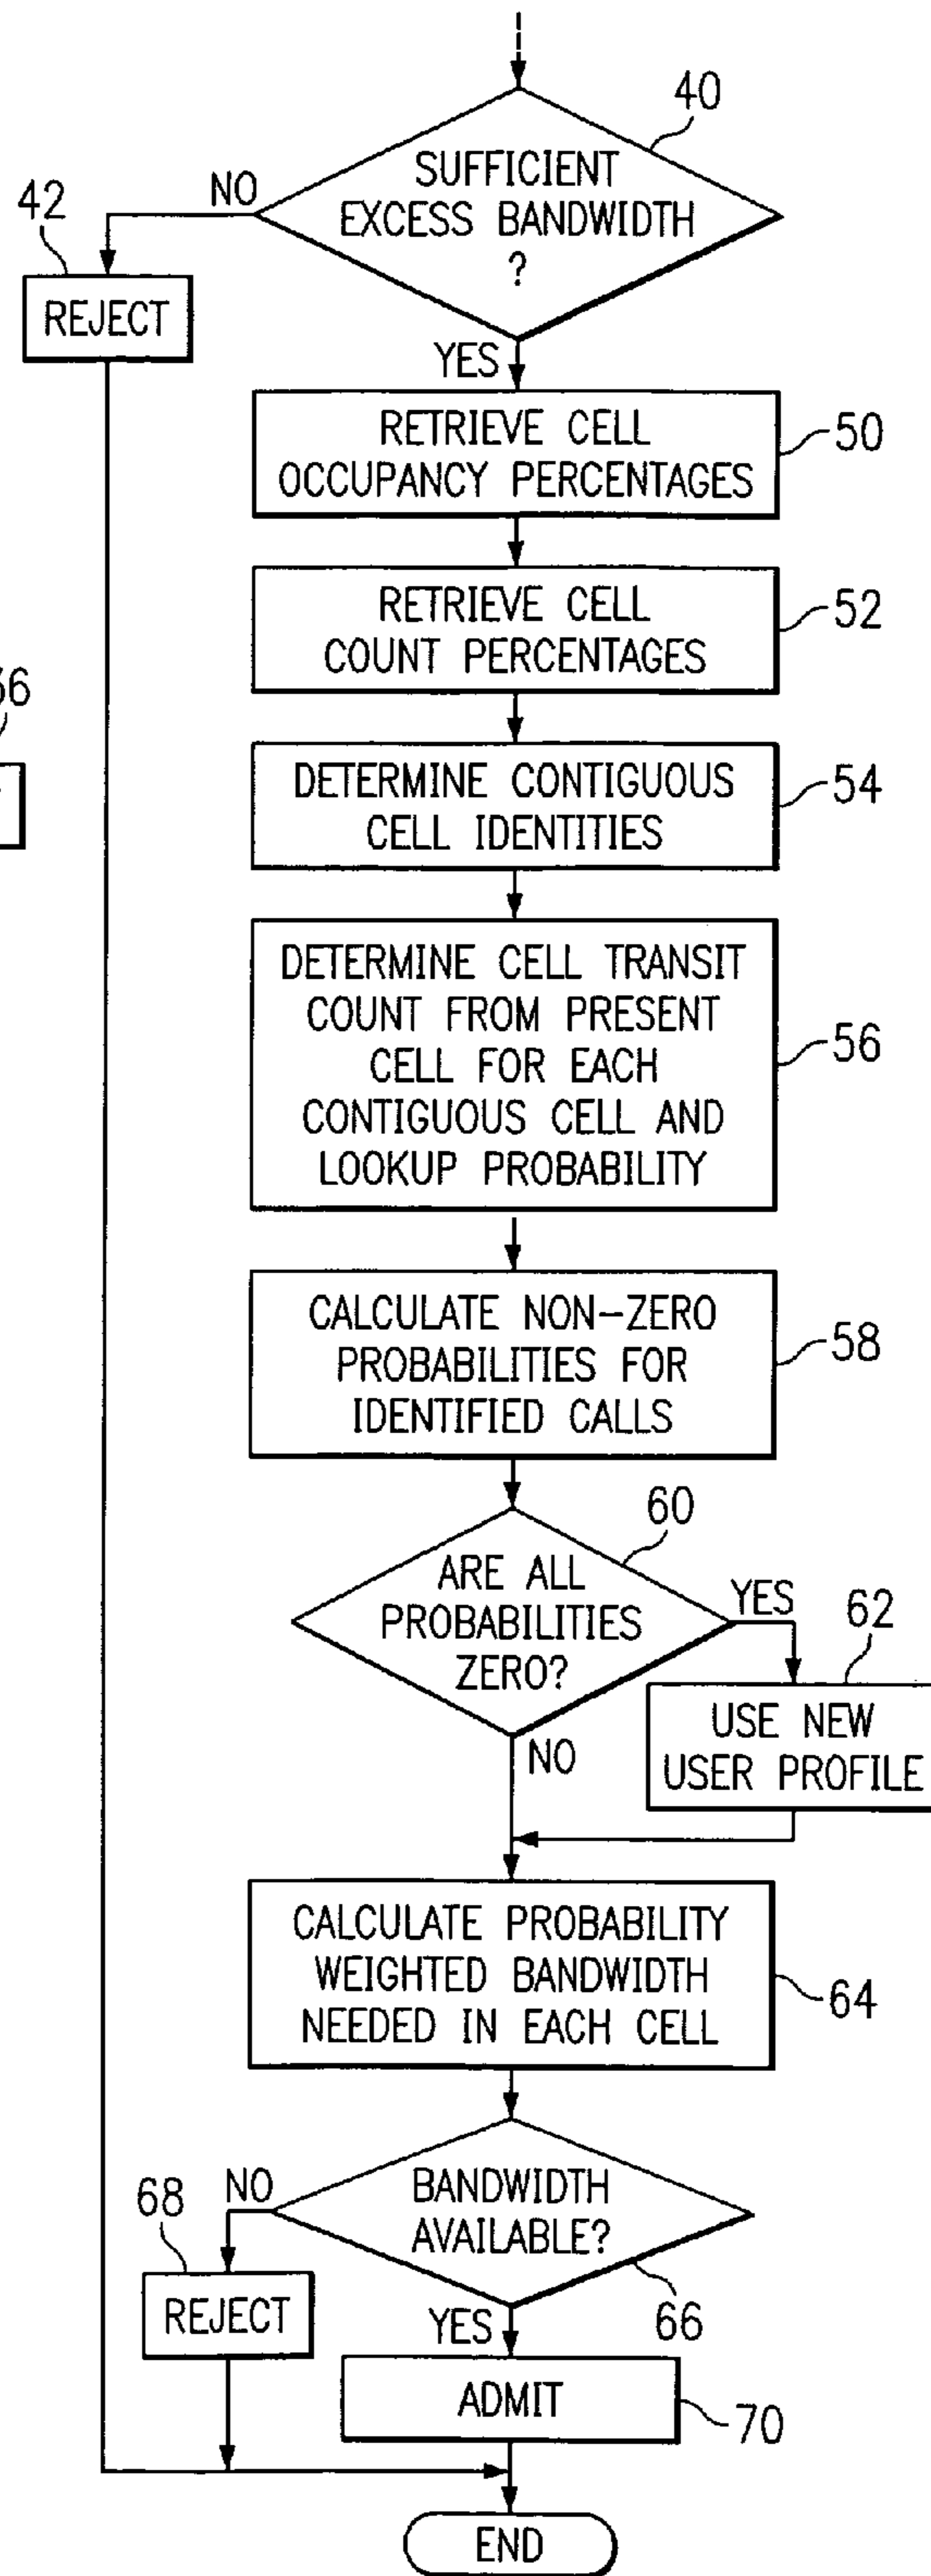 40
SUFFICIENT
EXCESS BANDWIDTH
?
NO
42
REJECT
YES
RETRIEVE CELL
OCCUPANCY PERCENTAGES
50
RETRIEVE CELL
COUNT PERCENTAGES
52
DETERMINE CONTIGUOUS
CELL IDENTITIES
54
DETERMINE CELL TRANSIT
COUNT FROM PRESENT
CELL FOR EACH
CONTIGUOUS CELL AND
LOOKUP PROBABILITY
56
CALCULATE NON-ZERO
PROBABILITIES FOR
IDENTIFIED CALLS
58
60
ARE ALL
PROBABILITIES
ZERO?
YES
62
USE NEW
USER PROFILE
NO
CALCULATE PROBABILITY
WEIGHTED BANDWIDTH
NEEDED IN EACH CELL
64
BANDWIDTH
AVAILABLE?
66
NO
68
REJECT
YES
ADMIT
70
END